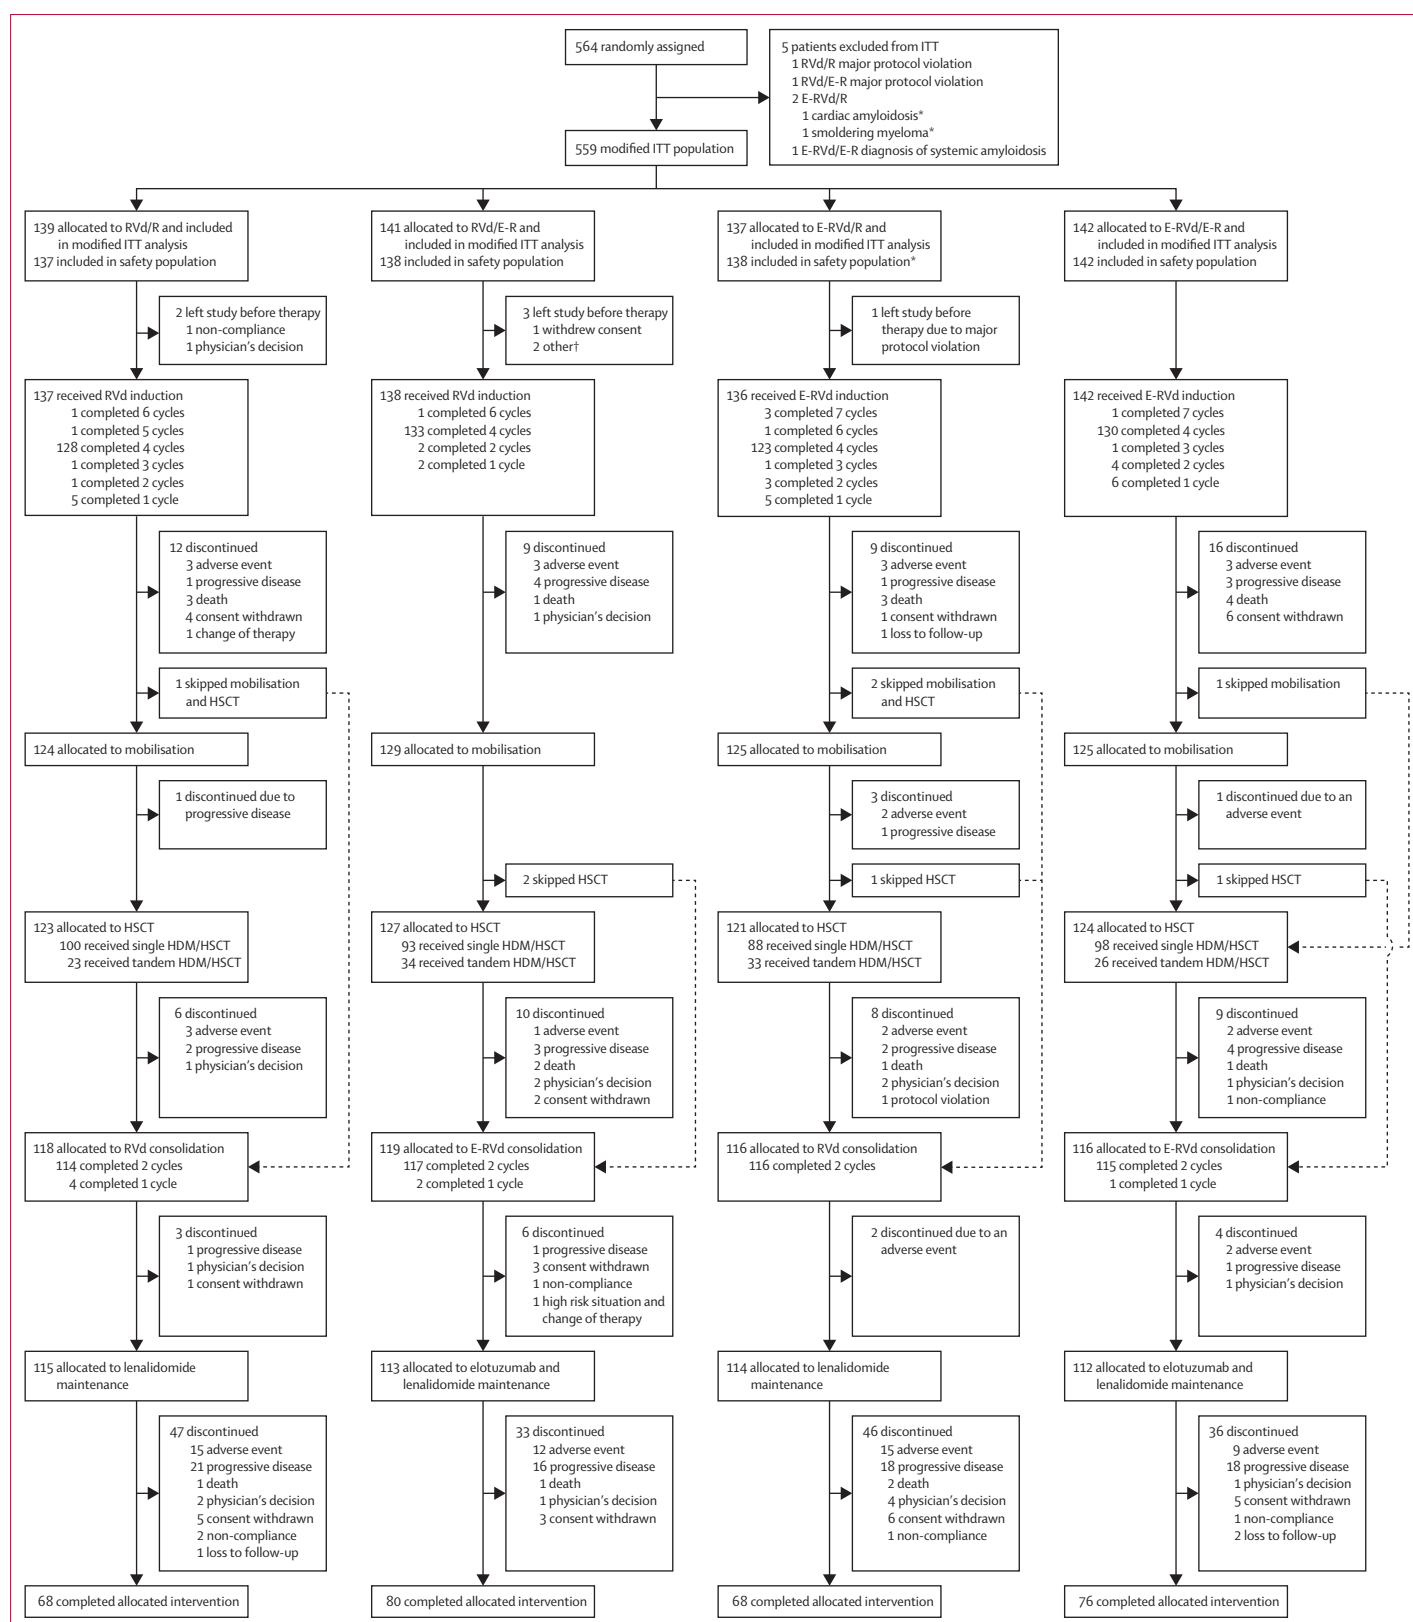 564 randomly assigned
5 patients excluded from ITT
1 RVd/R major protocol violation
1 RVd/E-R major protocol violation
2 E-RVd/R
1 cardiac amyloidosis*
1 smoldering myeloma*
1 E-RVd/E-R diagnosis of systemic amyloidosis
559 modified ITT population
139 allocated to RVd/R and included
in modified ITT analysis
137 included in safety population
141 allocated to RVd/E-R and
included in modified ITT analysis
138 included in safety population
137 allocated to E-RVd/R and
included in modified ITT analysis
138 included in safety population*
142 allocated to E-RVd/E-R and
included in modified ITT analysis
142 included in safety population
2 left study before therapy
1 non-compliance
1 physician's decision
3 left study before therapy
1 withdrew consent
2 other†
1 left study before
therapy due to major
protocol violation
137 received RVd induction
1 completed 6 cycles
1 completed 5 cycles
128 completed 4 cycles
1 completed 3 cycles
1 completed 2 cycles
5 completed 1 cycle
138 received RVd induction
1 completed 6 cycles
133 completed 4 cycles
2 completed 2 cycles
2 completed 1 cycle
136 received E-RVd induction
3 completed 7 cycles
1 completed 6 cycles
123 completed 4 cycles
1 completed 3 cycles
3 completed 2 cycles
5 completed 1 cycle
142 received E-RVd induction
1 completed 7 cycles
130 completed 4 cycles
1 completed 3 cycles
4 completed 2 cycles
6 completed 1 cycle
12 discontinued
3 adverse event
1 progressive disease
3 death
4 consent withdrawn
1 change of therapy
9 discontinued
3 adverse event
4 progressive disease
1 death
1 physician's decision
9 discontinued
3 adverse event
1 progressive disease
3 death
1 consent withdrawn
1 loss to follow-up
16 discontinued
3 adverse event
3 progressive disease
4 death
6 consent withdrawn
1 skipped mobilisation
and HSCT
2 skipped mobilisation
and HSCT
1 skipped mobilisation
124 allocated to mobilisation
129 allocated to mobilisation
125 allocated to mobilisation
125 allocated to mobilisation
1 discontinued due to
progressive disease
3 discontinued
2 adverse event
1 progressive disease
1 discontinued due to an
adverse event
2 skipped HSCT
1 skipped HSCT
1 skipped HSCT
123 allocated to HSCT
100 received single HDM/HSCT
23 received tandem HDM/HSCT
127 allocated to HSCT
93 received single HDM/HSCT
34 received tandem HDM/HSCT
121 allocated to HSCT
88 received single HDM/HSCT
33 received tandem HDM/HSCT
124 allocated to HSCT
98 received single HDM/HSCT
26 received tandem HDM/HSCT
6 discontinued
3 adverse event
2 progressive disease
1 physician's decision
10 discontinued
1 adverse event
3 progressive disease
2 death
2 physician's decision
2 consent withdrawn
8 discontinued
2 adverse event
2 progressive disease
1 death
2 physician's decision
1 protocol violation
9 discontinued
2 adverse event
4 progressive disease
1 death
1 physician's decision
1 non-compliance
118 allocated to RVd consolidation
114 completed 2 cycles
4 completed 1 cycle
119 allocated to E-RVd consolidation
117 completed 2 cycles
2 completed 1 cycle
116 allocated to RVd consolidation
116 completed 2 cycles
116 allocated to E-RVd consolidation
115 completed 2 cycles
1 completed 1 cycle
3 discontinued
1 progressive disease
1 physician's decision
1 consent withdrawn
6 discontinued
1 progressive disease
3 consent withdrawn
1 non-compliance
1 high risk situation and
change of therapy
2 discontinued due to an
adverse event
4 discontinued
2 adverse event
1 progressive disease
1 physician's decision
115 allocated to lenalidomide
maintenance
113 allocated to elotuzumab and
lenalidomide maintenance
114 allocated to lenalidomide
maintenance
112 allocated to elotuzumab and
lenalidomide maintenance
47 discontinued
15 adverse event
21 progressive disease
1 death
2 physician's decision
5 consent withdrawn
2 non-compliance
1 loss to follow-up
33 discontinued
12 adverse event
16 progressive disease
1 death
1 physician's decision
3 consent withdrawn
46 discontinued
15 adverse event
18 progressive disease
2 death
4 physician's decision
6 consent withdrawn
1 non-compliance
36 discontinued
9 adverse event
18 progressive disease
1 physician's decision
5 consent withdrawn
1 non-compliance
2 loss to follow-up
68 completed allocated intervention
80 completed allocated intervention
68 completed allocated intervention
76 completed allocated intervention